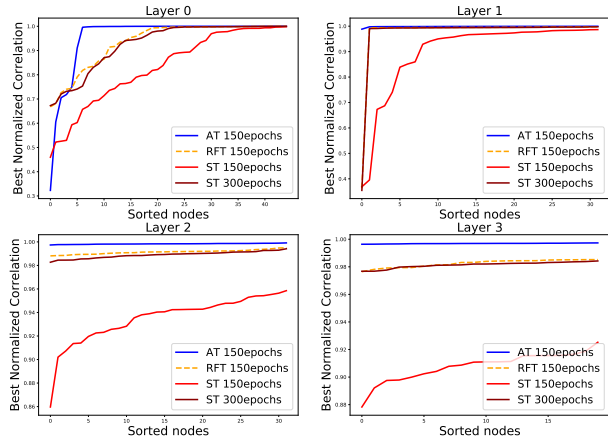 Layer 0
Best Normalized Correlation
1.0
0.9
0.8
0.7
0.6
0.5
0.4
0.3
AT 150epochs
RFT 150epochs
ST 150epochs
ST 300epochs
0 5 10 15 20 25 30 35 40
Sorted nodes
Layer 1
Best Normalized Correlation
1.0
0.9
0.8
0.7
0.6
0.5
0.4
AT 150epochs
RFT 150epochs
ST 150epochs
ST 300epochs
0 5 10 15 20 25 30
Sorted nodes
Layer 2
Best Normalized Correlation
1.00
0.98
0.96
0.94
0.92
0.90
0.88
0.86
AT 150epochs
RFT 150epochs
ST 150epochs
ST 300epochs
0 5 10 15 20 25 30
Sorted nodes
Layer 3
Best Normalized Correlation
1.00
0.98
0.96
0.94
0.92
0.90
0.88
AT 150epochs
RFT 150epochs
ST 150epochs
ST 300epochs
0 5 10 15
Sorted nodes